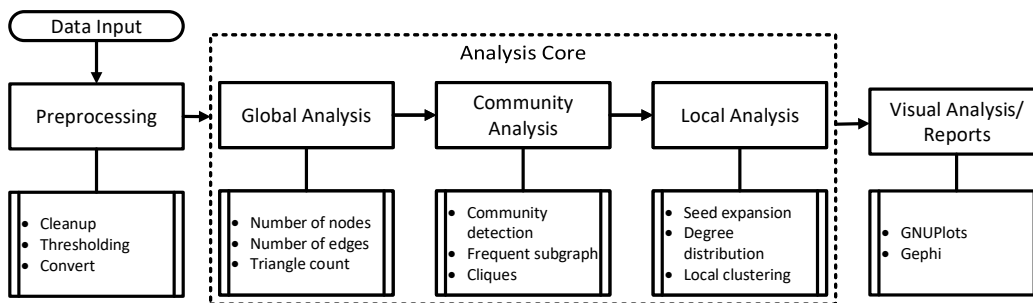 Data Input
Analysis Core
Preprocessing
Global Analysis
Community
Analysis
Local Analysis
Visual Analysis/
Reports
• Cleanup
• Thresholding
• Convert
• Number of nodes
• Number of edges
• Triangle count
• Community
detection
• Frequent subgraph
• Cliques
• Seed expansion
• Degree
distribution
• Local clustering
• GNUPlots
• Gephi